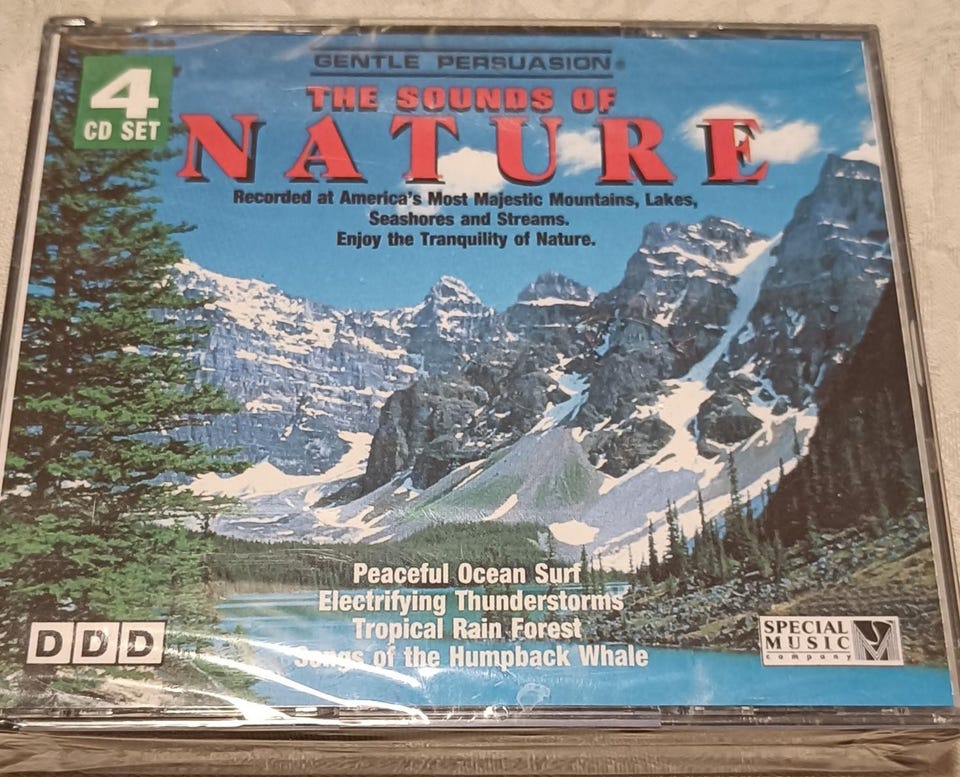 GENTLE PERSUASION®
4
CD SET
THE SOUNDS OF
NATURE
Recorded at America's Most Majestic Mountains, Lakes,
Seashores and Streams.
Enjoy the Tranquility of Nature.
Peaceful Ocean Surf
Electrifying Thunderstorms
Tropical Rain Forest
Songs of the Humpback Whale
DDD
SPECIAL
MUSIC
company